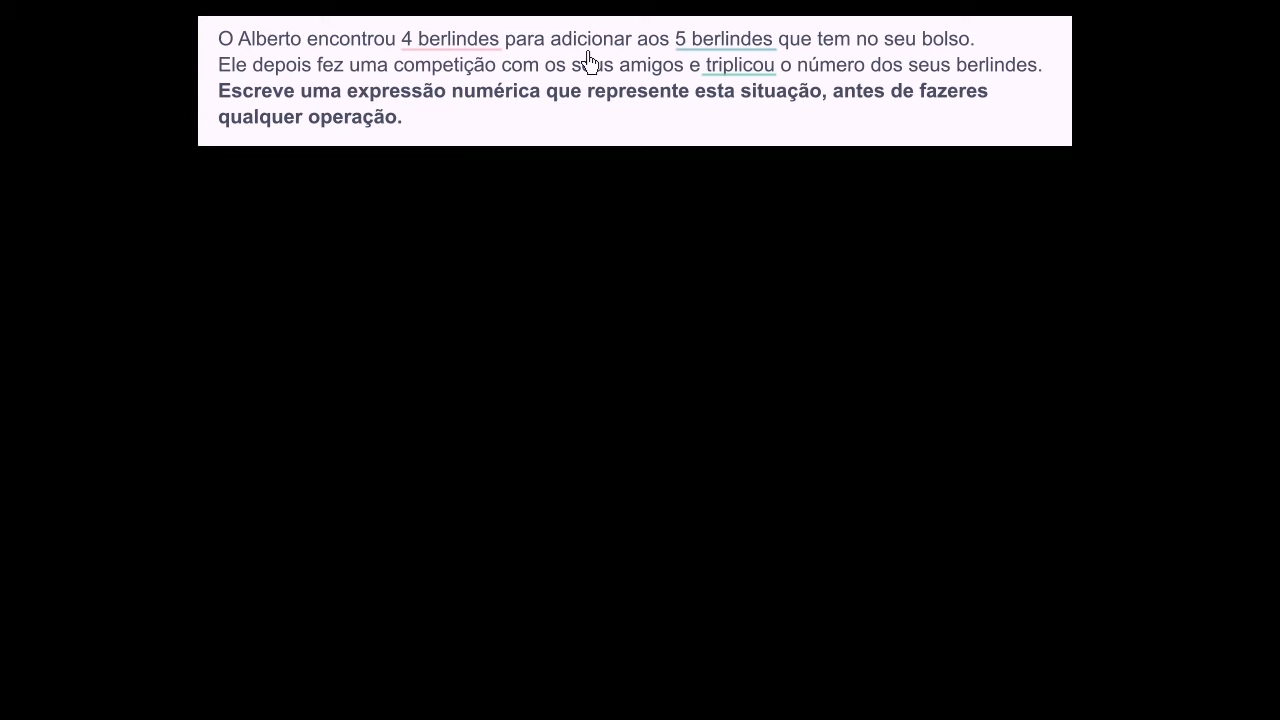 O Alberto encontrou 4 berlindes para adicionar aos 5 berlindes que tem no seu bolso.
Ele depois fez uma competição com os seus amigos e triplicou o número dos seus berlindes.
Escreve uma expressão numérica que represente esta situação, antes de fazeres
qualquer operação.